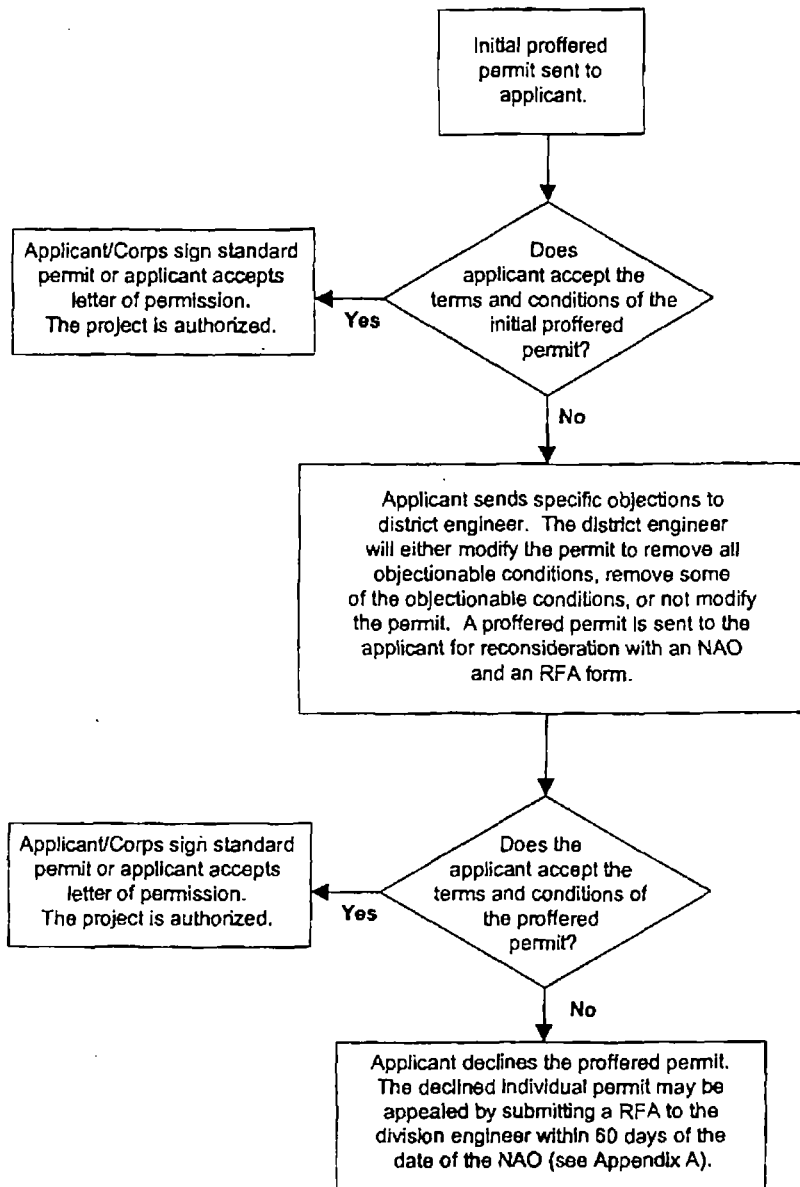 Initial proffered
permit sent to
applicant.
Does
applicant accept the
terms and conditions of the
initial proffered
permit?
Yes
Applicant/Corps sign standard
permit or applicant accepts
letter of permission.
The project is authorized.
No
Applicant sends specific objections to
district engineer. The district engineer
will either modify the permit to remove all
objectionable conditions, remove some
of the objectionable conditions, or not modify
the permit. A proffered permit is sent to the
applicant for reconsideration with an NAO
and an RFA form.
Does the
applicant accept the
terms and conditions of
the proffered
permit?
Yes
Applicant/Corps sign standard
permit or applicant accepts
letter of permission.
The project is authorized.
No
Applicant declines the proffered permit.
The declined individual permit may be
appealed by submitting a RFA to the
division engineer within 60 days of the
date of the NAO (see Appendix A).